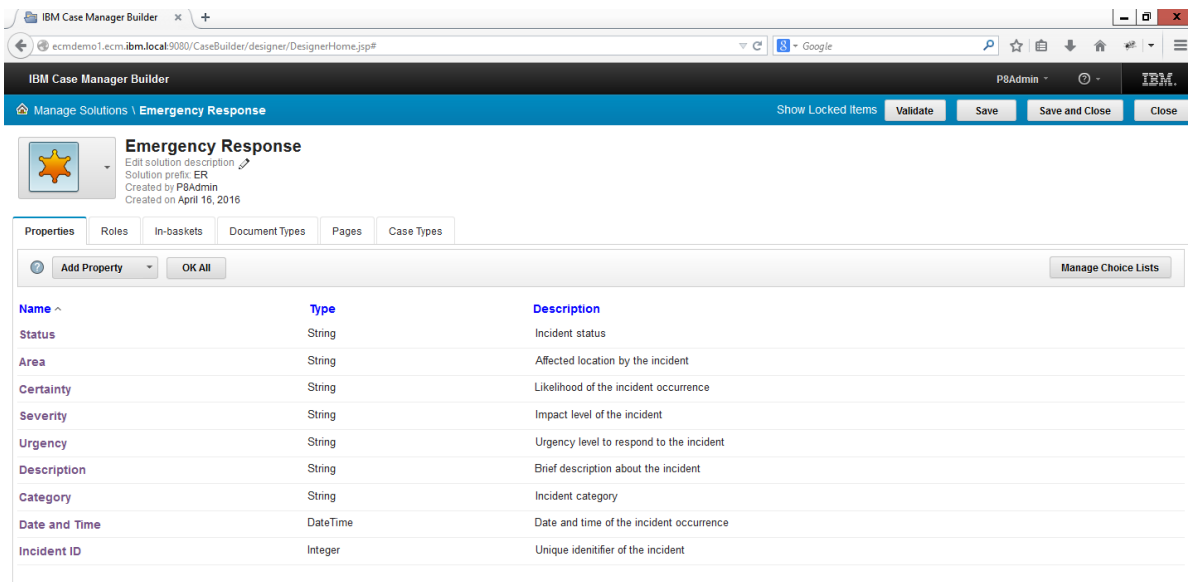 IBM Case Manager Builder
ecmdemo1.ecm.ibm.local:9080/CaseBuilder/designer/DesignerHome.jsp#
8 Google
IBM Case Manager Builder P8Admin IBM.
Manage Solutions \ Emergency Response Show Locked Items Validate Save Save and Close Close
Emergency Response
Edit solution description
Solution prefix: ER
Created by P8Admin
Created on April 16, 2016
Properties Roles In-baskets Document Types Pages Case Types
Add Property OK All Manage Choice Lists
Name Type Description
Status String Incident status
Area String Affected location by the incident
Certainty String Likelihood of the incident occurrence
Severity String Impact level of the incident
Urgency String Urgency level to respond to the incident
Description String Brief description about the incident
Category String Incident category
Date and Time DateTime Date and time of the incident occurrence
Incident ID Integer Unique idenitifier of the incident